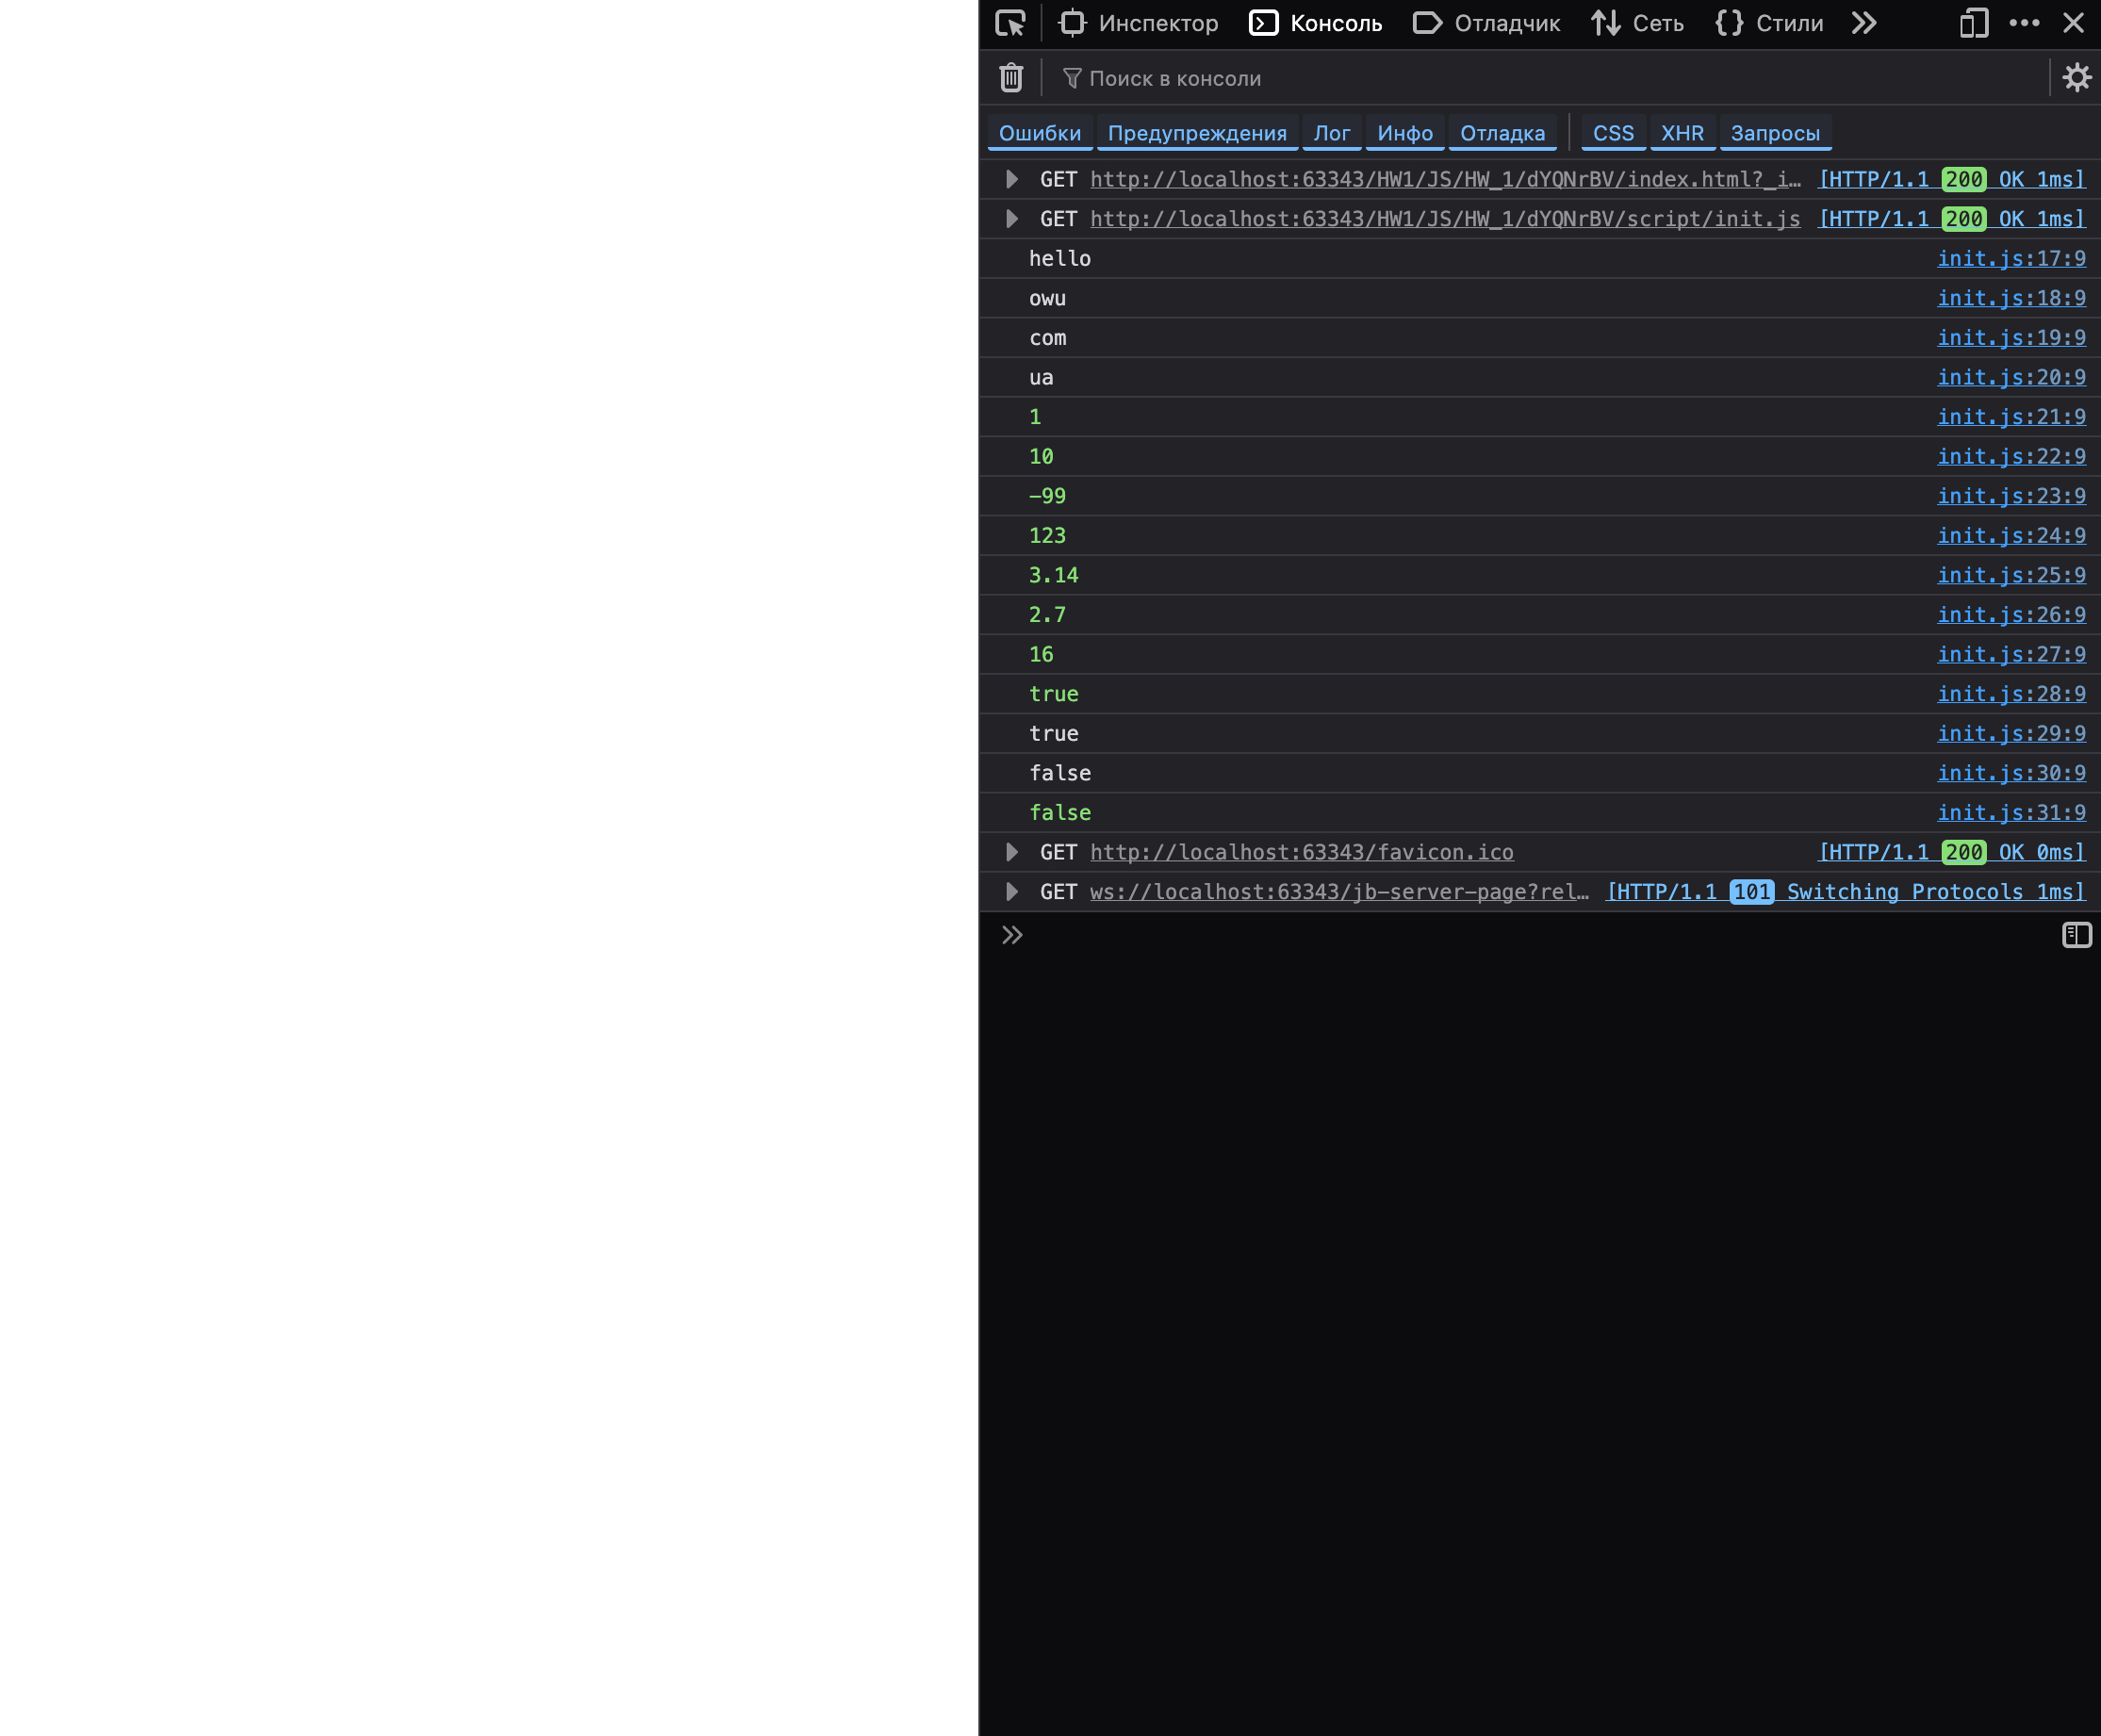 Инспектор Консоль Отладчик Сеть {} Стили
Поиск в консоли
Ошибки Предупреждения Лог Инфо Отладка CSS XHR Запросы
GET http://localhost:63343/HW1/JS/HW_1/dYQNrBV/index.html?_i… [HTTP/1.1 200 OK 1ms]
GET http://localhost:63343/HW1/JS/HW_1/dYQNrBV/script/init.js [HTTP/1.1 200 OK 1ms]
hello init.js:17:9
owu init.js:18:9
com init.js:19:9
ua init.js:20:9
1 init.js:21:9
10 init.js:22:9
-99 init.js:23:9
123 init.js:24:9
3.14 init.js:25:9
2.7 init.js:26:9
16 init.js:27:9
true init.js:28:9
true init.js:29:9
false init.js:30:9
false init.js:31:9
GET http://localhost:63343/favicon.ico [HTTP/1.1 200 OK 0ms]
GET ws://localhost:63343/jb-server-page?rel… [HTTP/1.1 101 Switching Protocols 1ms]